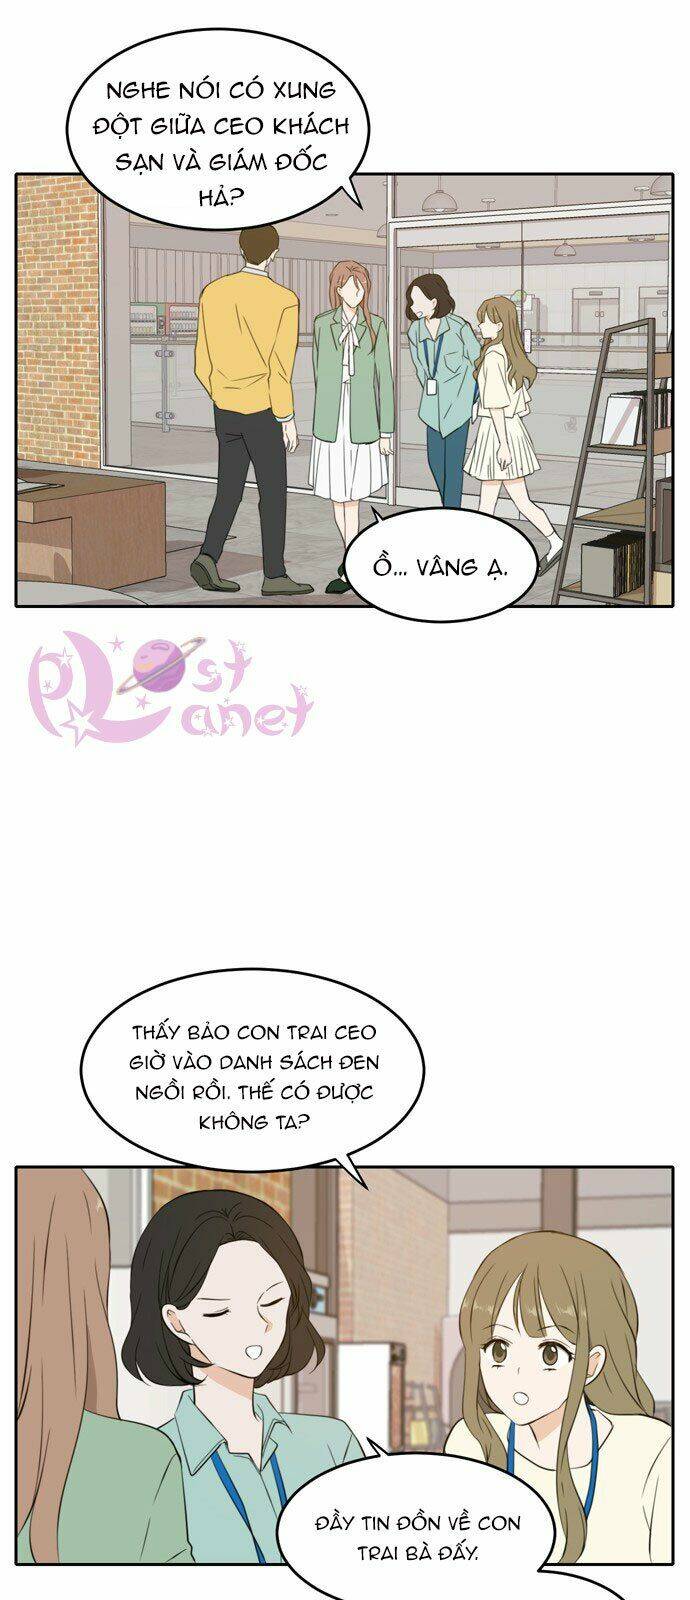 NGHE NÓI CÓ XUNG
ĐỘT GIỮA CEO KHÁCH
SẠN VÀ GIÁM ĐỐC
HẢ?
Ồ... VÂNG Ạ.
Lost
Planet
THẤY BẢO CON TRAI CEO
GIỜ VÀO DANH SÁCH ĐEN
NGỒI RỒI. THẾ CÓ ĐƯỢC
KHÔNG TA?
ĐẦY TIN ĐỒN VỀ CON
TRAI BÀ ĐẤY.